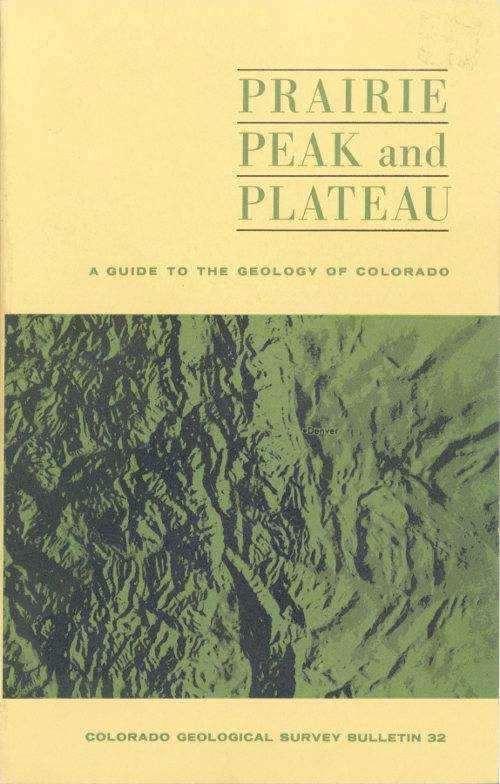 PRAIRIE
PEAK and
PLATEAU
A GUIDE TO THE GEOLOGY OF COLORADO
Denver
COLORADO GEOLOGICAL SURVEY BULLETIN 32